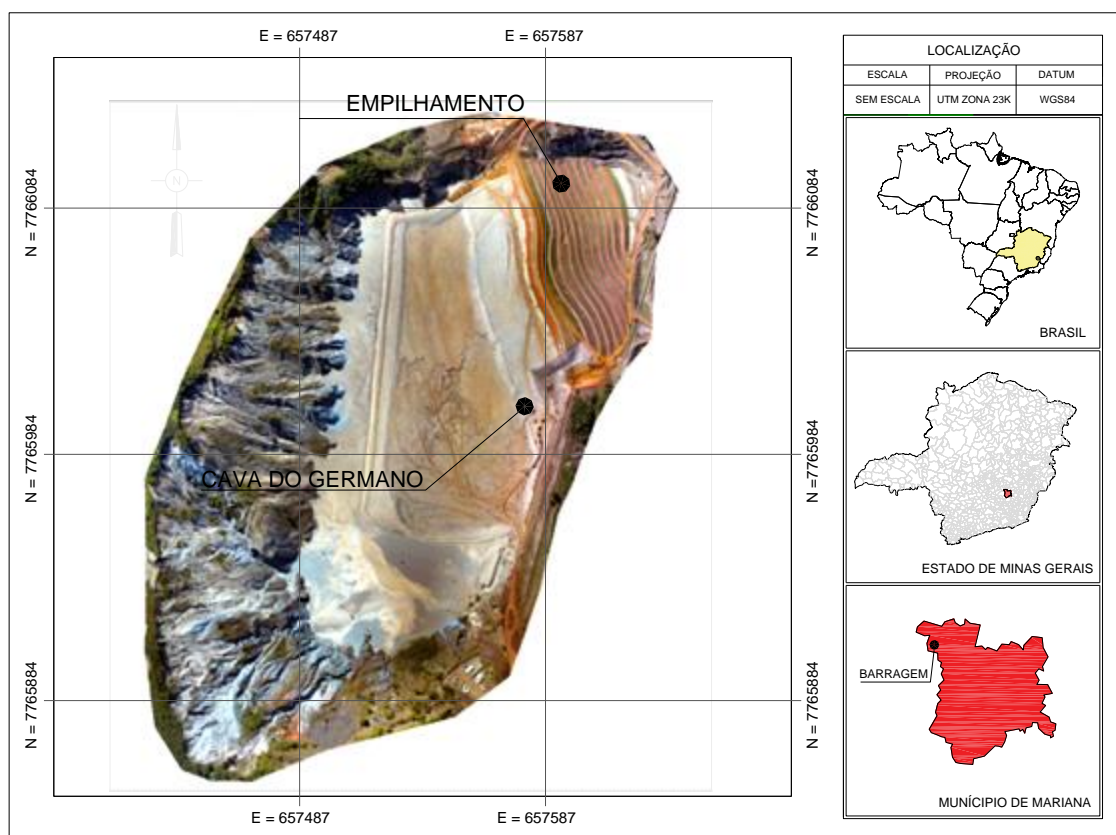 E = 657487
E = 657587
EMPILHAMENTO
N
N = 7766084
N = 7766084
N = 7765984
N = 7765984
CAVA DO GERMANO
N = 7765884
N = 7765884
E = 657487
E = 657587
LOCALIZAÇÃO
ESCALA PROJEÇÃO DATUM
SEM ESCALA UTM ZONA 23K WGS84
BRASIL
ESTADO DE MINAS GERAIS
BARRAGEM
MUNÍCIPIO DE MARIANA